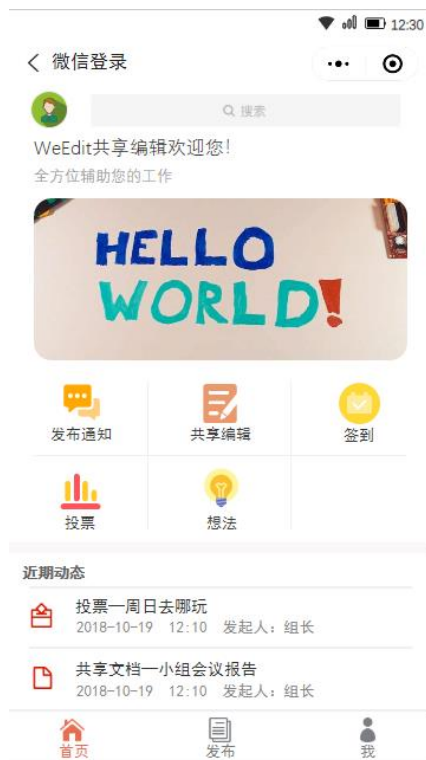 12:30
微信登录
搜索
WeEdit共享编辑欢迎您！
全方位辅助您的工作
HELLO
WORLD!
发布通知 共享编辑 签到
投票 想法
近期动态
投票—周日去哪玩
2018-10-19 12:10 发起人：组长
共享文档—小组会议报告
2018-10-19 12:10 发起人：组长
首页 发布 我